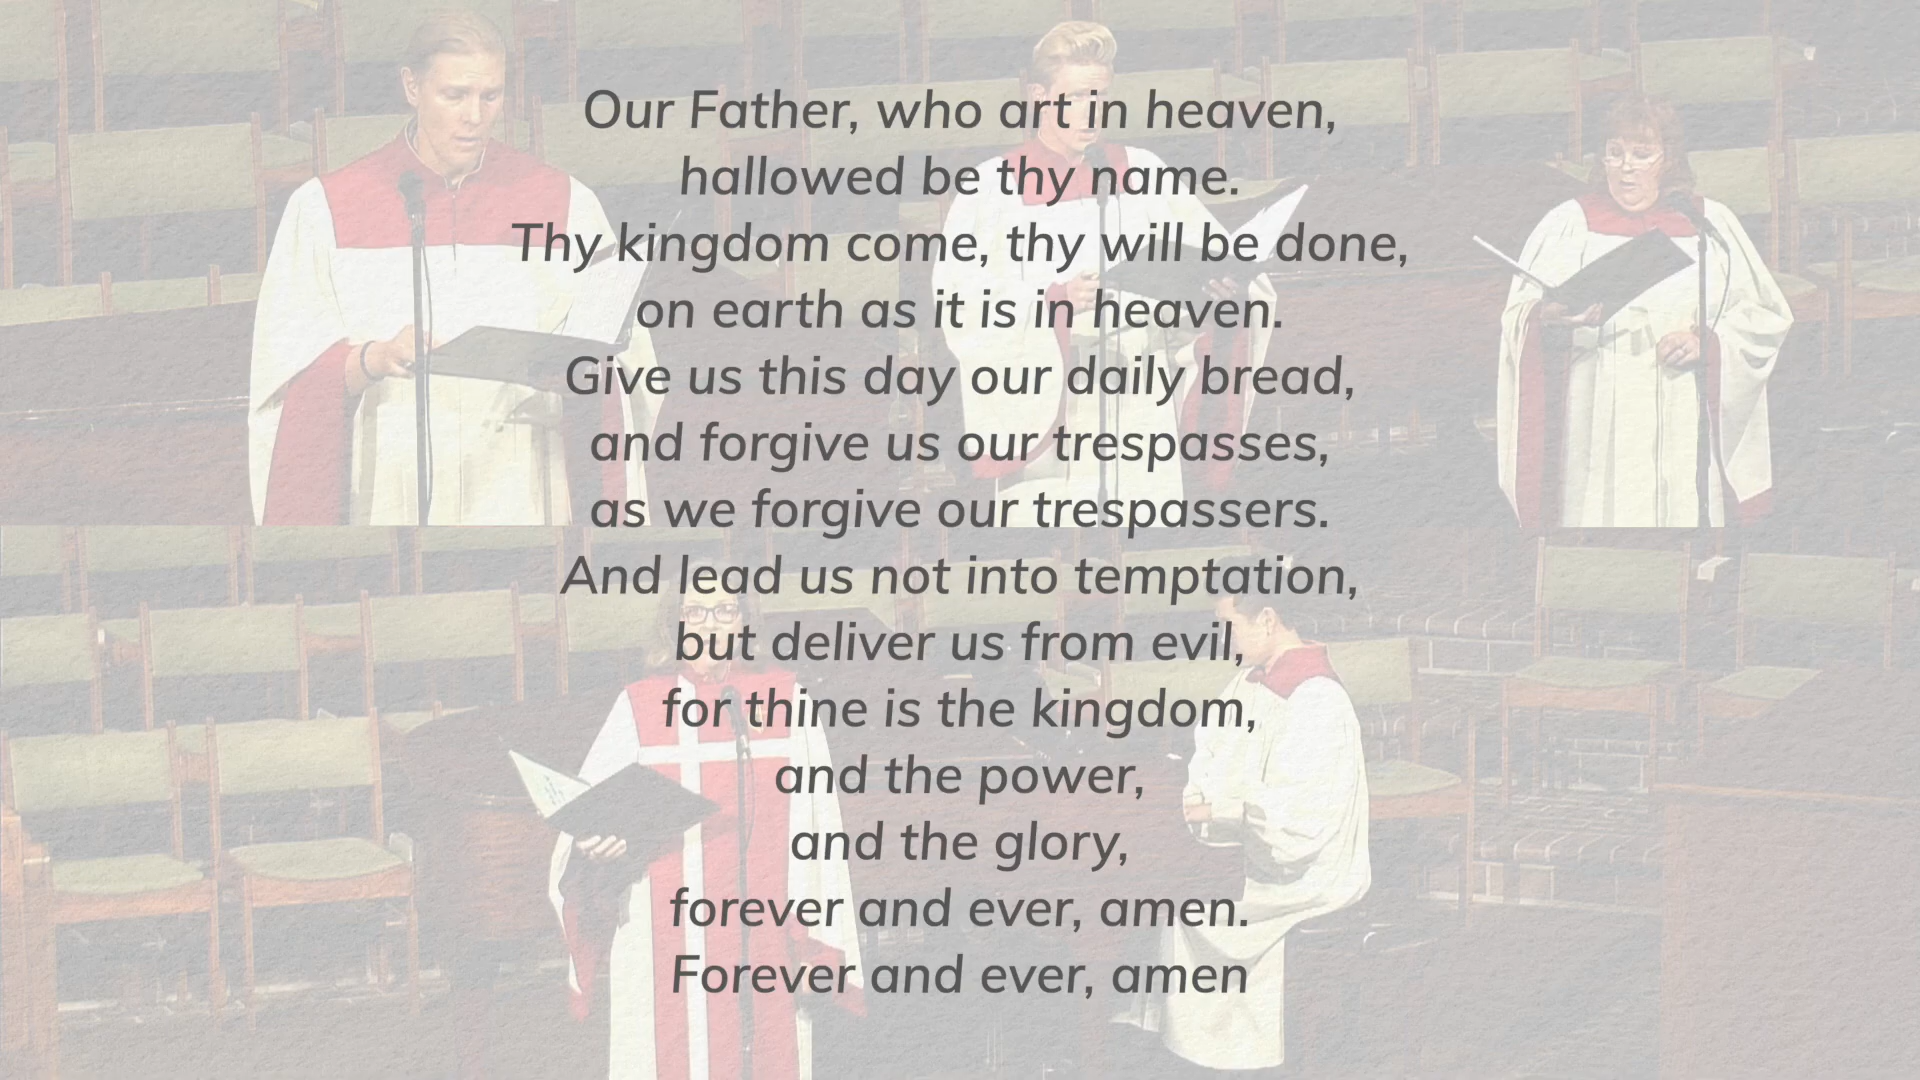 Our Father, who art in heaven,
hallowed be thy name.
Thy kingdom come, thy will be done,
on earth as it is in heaven.
Give us this day our daily bread,
and forgive us our trespasses,
as we forgive our trespassers.
And lead us not into temptation,
but deliver us from evil,
for thine is the kingdom,
and the power,
and the glory,
forever and ever, amen.
Forever and ever, amen